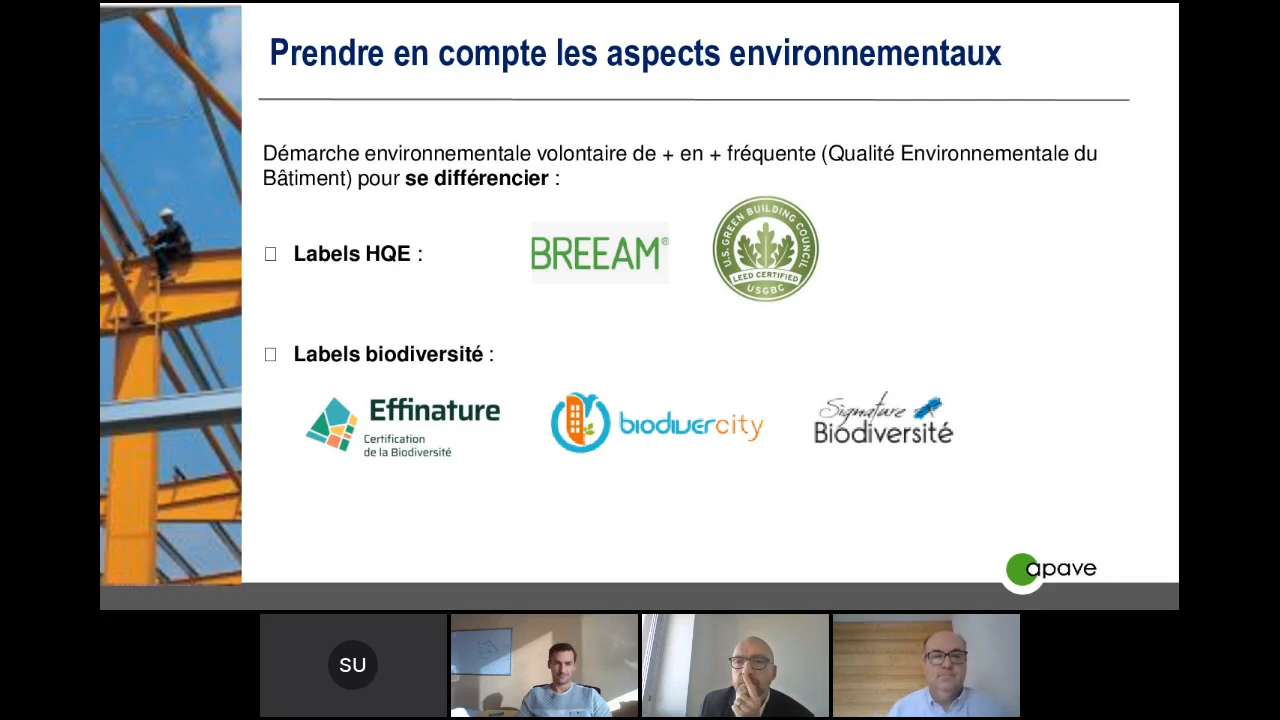 Prendre en compte les aspects environnementaux
Démarche environnementale volontaire de + en + fréquente (Qualité Environnementale du
Bâtiment) pour se différencier :
Labels HQE :
BREEAM®
U.S. GREEN BUILDING COUNCIL
LEED CERTIFIED
USGBC
Labels biodiversité :
Effinature
Certification
de la Biodiversité
biodivercity
Signature
Biodiversité
apave
SU